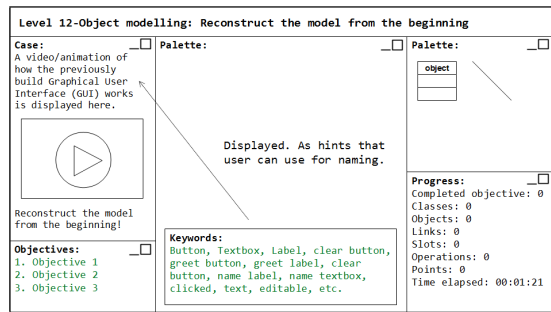 Level 12-Object modelling: Reconstruct the model from the beginning
Case:
A video/animation of
how the previously
build Graphical User
Interface (GUI) works
is displayed here.
Reconstruct the model
from the beginning!
Objectives:
1. Objective 1
2. Objective 2
3. Objective 3
Palette:
Displayed. As hints that
user can use for naming.
Keywords:
Button, Textbox, Label, clear button,
greet button, greet label, clear
button, name label, name textbox,
clicked, text, editable, etc.
Palette:
object
Progress:
Completed objective: 0
Classes: 0
Objects: 0
Links: 0
Slots: 0
Operations: 0
Points: 0
Time elapsed: 00:01:21